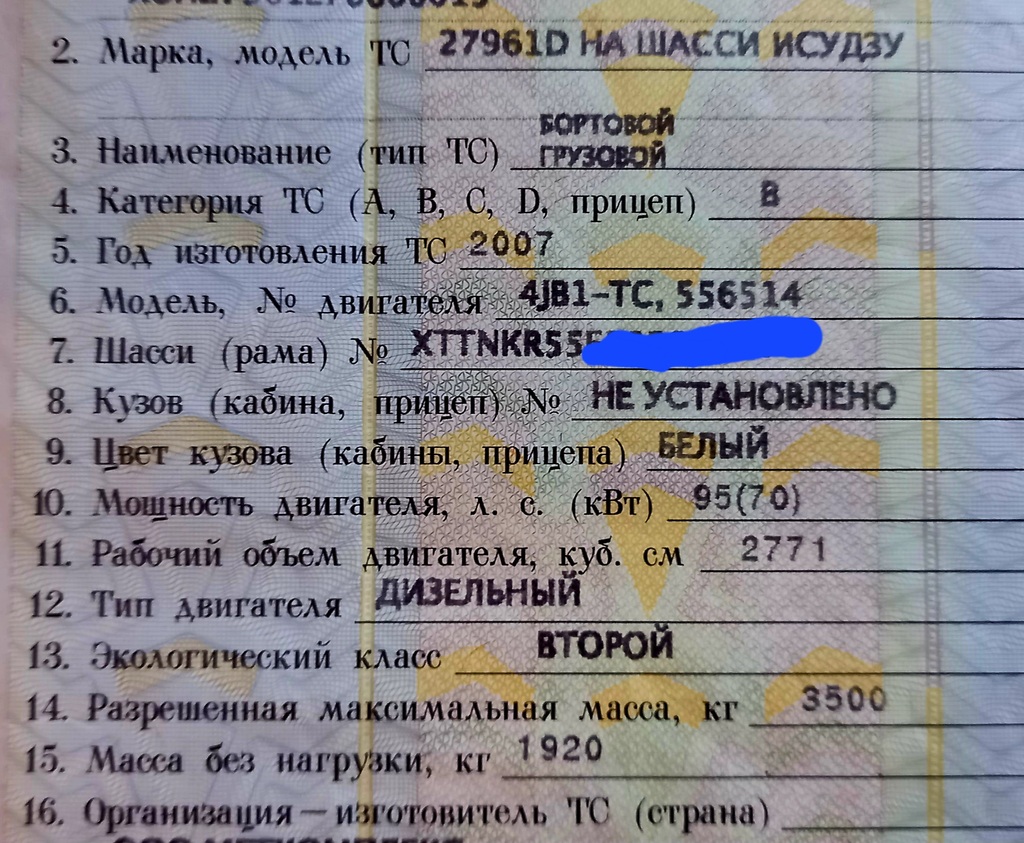 2. Марка, модель ТС 27961D НА ШАССИ ИСУДЗУ
БОРТОВОЙ
3. Наименование (тип ТС) ГРУЗОВОЙ
4. Категория ТС (А, В, С, D, прицеп) В
5. Год изготовления ТС 2007
6. Модель, № двигателя 4JB1-TC, 556514
7. Шасси (рама) № XTTNKR55
8. Кузов (кабина, прицеп) № НЕ УСТАНОВЛЕНО
9. Цвет кузова (кабины, прицепа) БЕЛЫЙ
10. Мощность двигателя, л. с. (кВт) 95(70)
11. Рабочий объем двигателя, куб. см 2771
12. Тип двигателя ДИЗЕЛЬНЫЙ
13. Экологический класс ВТОРОЙ
14. Разрешенная максимальная масса, кг 3500
15. Масса без нагрузки, кг 1920
16. Организация — изготовитель ТС (страна)